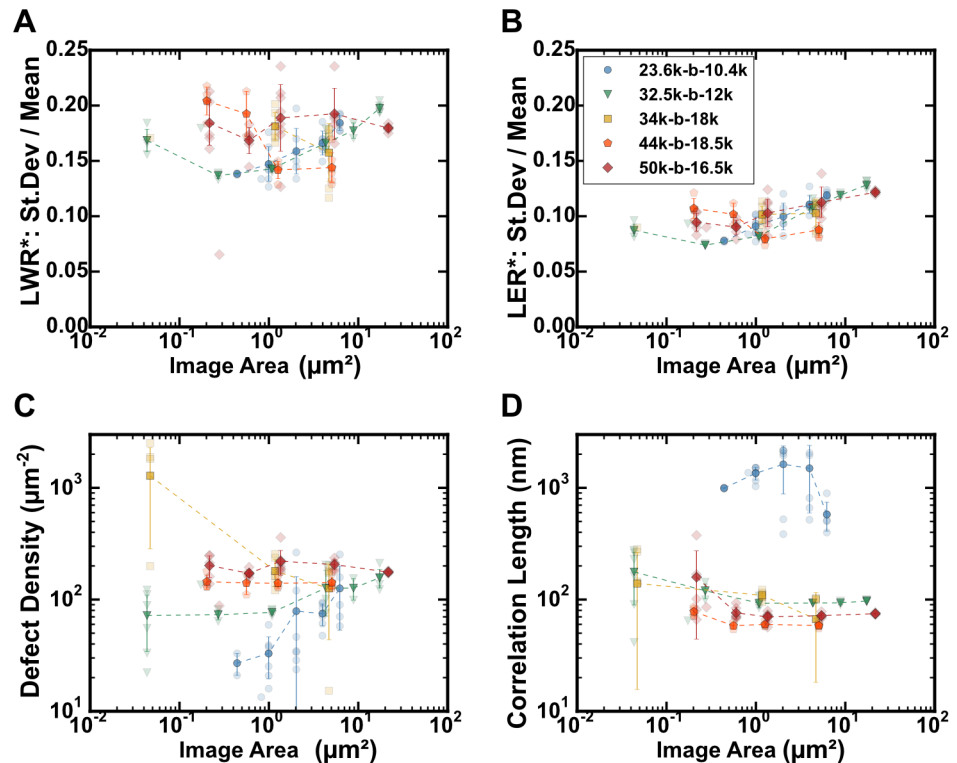 A
B
0.25
0.20
0.15
0.10
0.05
0.00
LWR*: St.Dev / Mean
10⁻² 10⁻¹ 10⁰ 10¹ 10²
Image Area (μm²)
0.25
0.20
0.15
0.10
0.05
0.00
LER*: St.Dev / Mean
23.6k-b-10.4k
32.5k-b-12k
34k-b-18k
44k-b-18.5k
50k-b-16.5k
10⁻² 10⁻¹ 10⁰ 10¹ 10²
Image Area (μm²)
C
D
10³
10²
10¹
Defect Density (μm⁻²)
10⁻² 10⁻¹ 10⁰ 10¹ 10²
Image Area (μm²)
10³
10²
10¹
Correlation Length (nm)
10⁻² 10⁻¹ 10⁰ 10¹ 10²
Image Area (μm²)